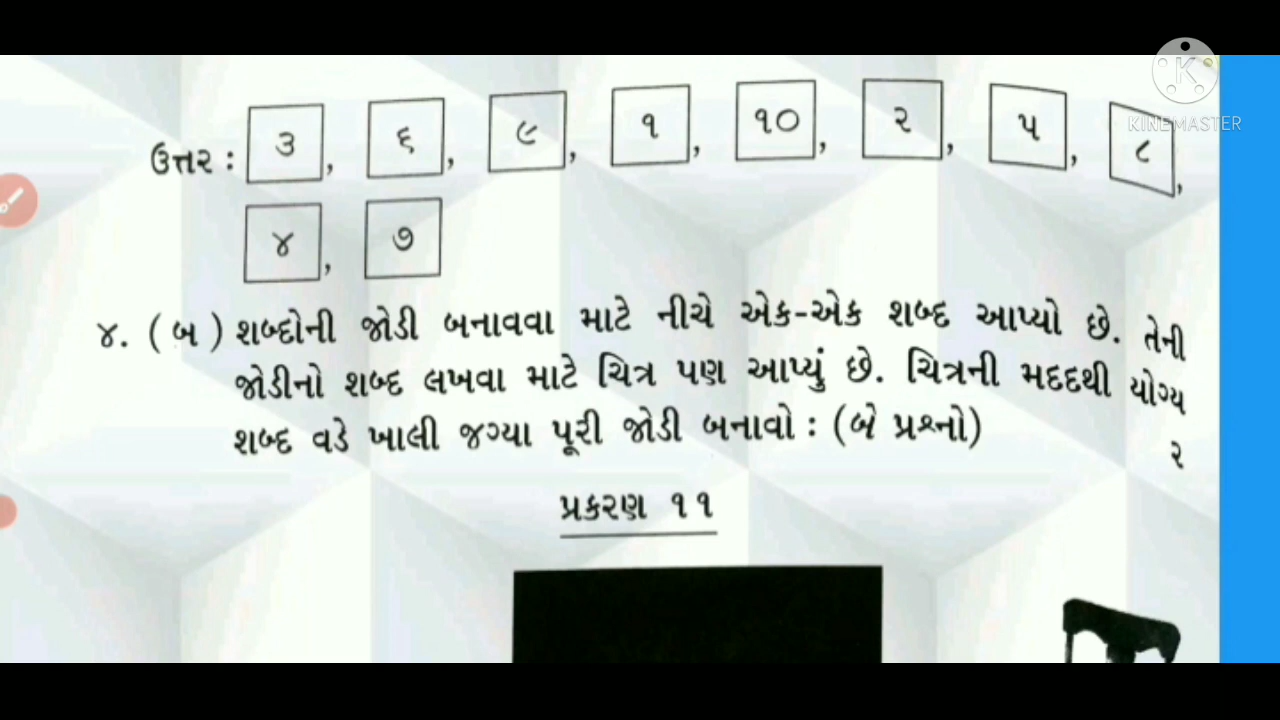 KINEMASTER
ઉત્તર : ૩, ૬, ૯, ૧, ૧૦, ૨, ૫, ૮,
૪, ૭
૪. (બ) શબ્દોની જોડી બનાવવા માટે નીચે એક-એક શબ્દ આપ્યો છે. તેની
જોડીનો શબ્દ લખવા માટે ચિત્ર પણ આપ્યું છે. ચિત્રની મદદથી યોગ્ય
શબ્દ વડે ખાલી જગ્યા પૂરી જોડી બનાવો : (બે પ્રશ્નો)
૨
પ્રકરણ ૧૧